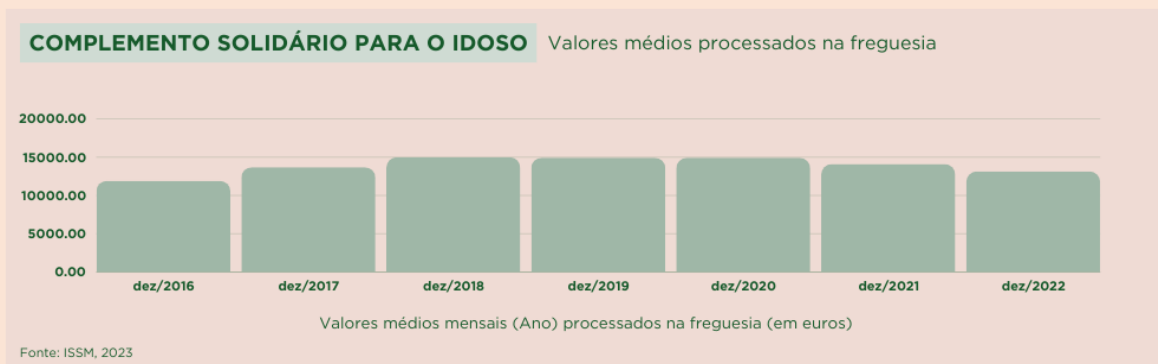 COMPLEMENTO SOLIDÁRIO PARA O IDOSO Valores médios processados na freguesia
20000.00
15000.00
10000.00
5000.00
0.00
dez/2016 dez/2017 dez/2018 dez/2019 dez/2020 dez/2021 dez/2022
Valores médios mensais (Ano) processados na freguesia (em euros)
Fonte: ISSM, 2023